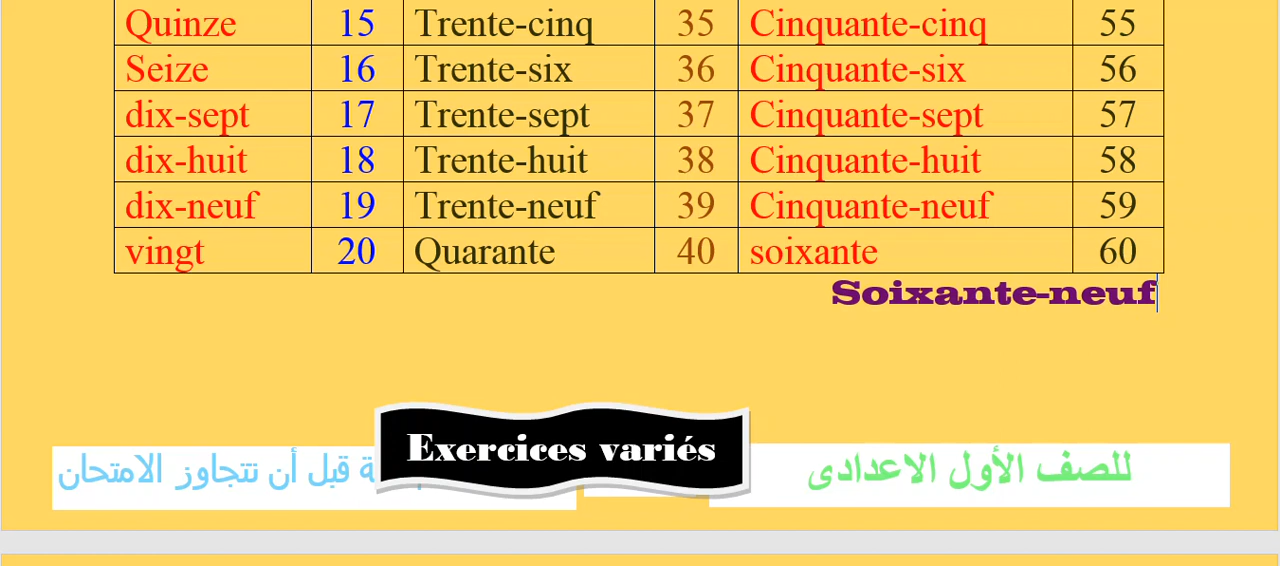 Quinze 15 Trente-cinq 35 Cinquante-cinq 55
Seize 16 Trente-six 36 Cinquante-six 56
dix-sept 17 Trente-sept 37 Cinquante-sept 57
dix-huit 18 Trente-huit 38 Cinquante-huit 58
dix-neuf 19 Trente-neuf 39 Cinquante-neuf 59
vingt 20 Quarante 40 soixante 60
Soixante-neuf
Exercices variés
للصف الأول الاعدادى
قبل أن تتجاوز الامتحان